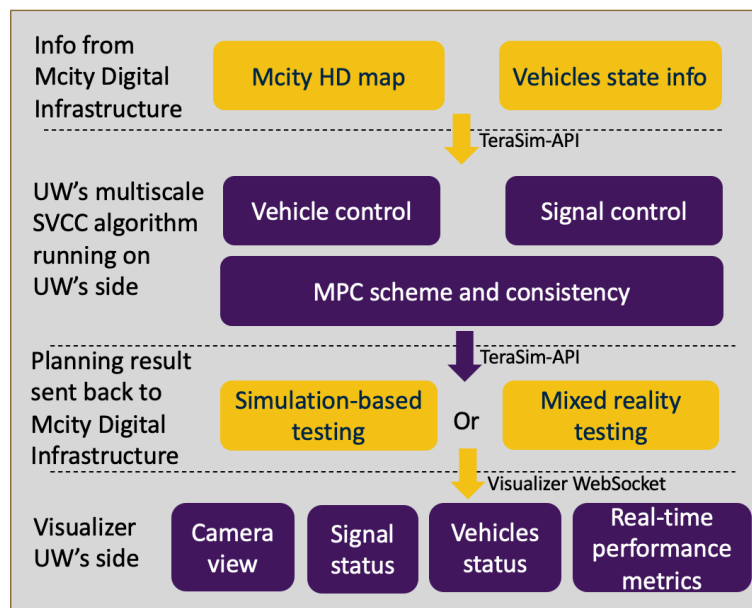 Info from
Mcity Digital
Infrastructure
Mcity HD map
Vehicles state info
TeraSim-API
UW's multiscale
SVCC algorithm
running on
UW's side
Vehicle control
Signal control
MPC scheme and consistency
TeraSim-API
Planning result
sent back to
Mcity Digital
Infrastructure
Simulation-based
testing
Or
Mixed reality
testing
Visualizer WebSocket
Visualizer
UW's side
Camera
view
Signal
status
Vehicles
status
Real-time
performance
metrics